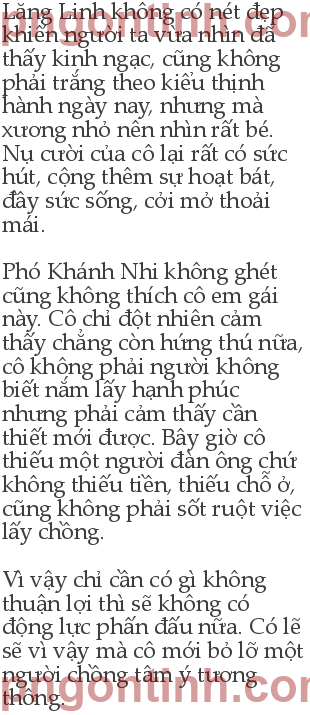 Lăng Linh không có nét đẹp
khiến người ta vừa nhìn đã
thấy kinh ngạc, cũng không
phải trắng theo kiểu thịnh
hành ngày nay, nhưng mà
xương nhỏ nên nhìn rất bé.
Nụ cười của cô lại rất có sức
hút, cộng thêm sự hoạt bát,
đầy sức sống, cởi mở thoải
mái.
Phó Khánh Nhi không ghét
cũng không thích cô em gái
này. Cô chỉ đột nhiên cảm
thấy chẳng còn hứng thú nữa,
cô không phải người không
biết nắm lấy hạnh phúc
nhưng phải cảm thấy cần
thiết mới được. Bây giờ cô
thiếu một người đàn ông chứ
không thiếu tiền, thiếu chỗ ở,
cũng không phải sốt ruột việc
lấy chồng.
Vì vậy chỉ cần có gì không
thuận lợi thì sẽ không có
động lực phấn đấu nữa. Có lẽ
sẽ vì vậy mà cô mới bỏ lỡ một
người chồng tâm ý tương
thông.
pngontinh.com
pngontinh.com